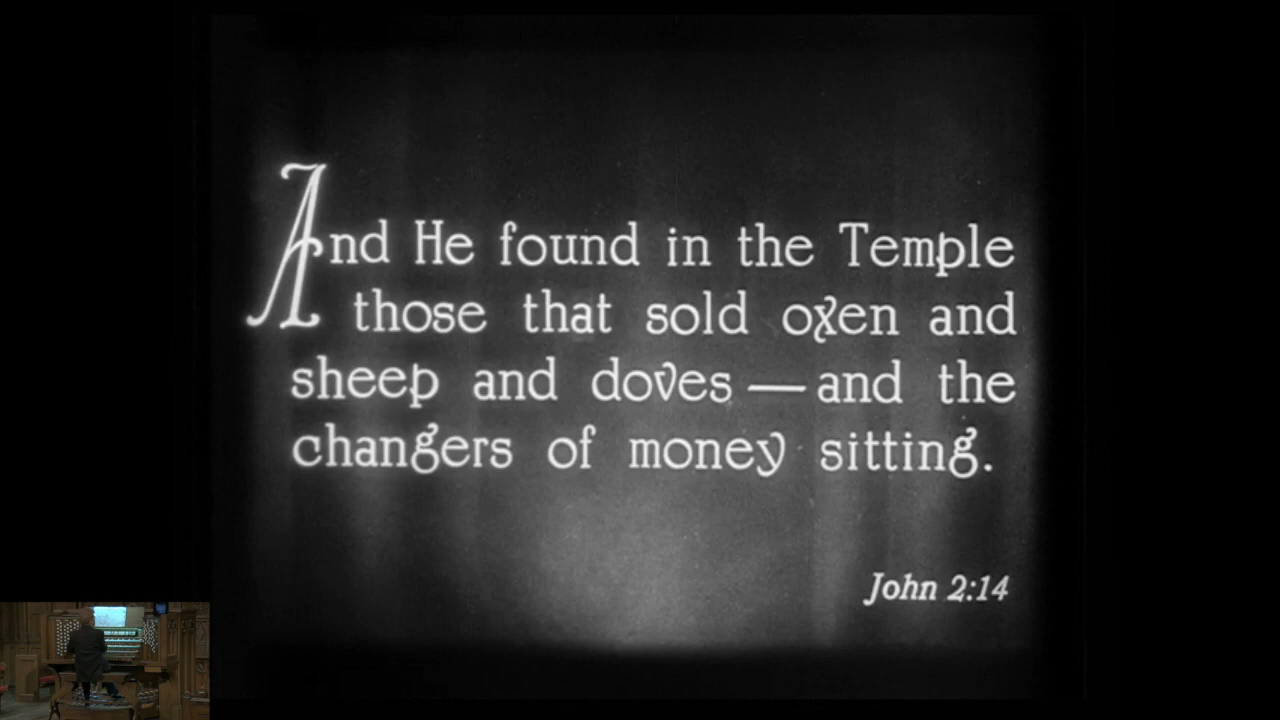 And He found in the Temple
those that sold oxen and
sheep and doves — and the
changers of money sitting.
John 2:14